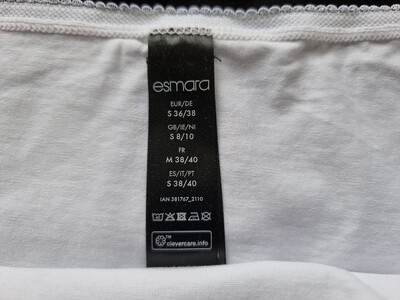 esmara
EUR/DE
S 36/38
GB/IE/NI
S 8/10
FR
M 38/40
ES/IT/PT
S 38/40
IAN 381767_2110
TM
clevercare.info